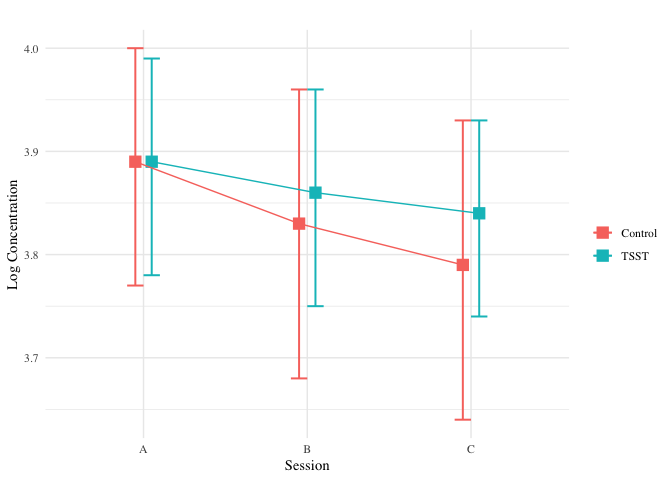 4.0
3.9
3.8
3.7
Log Concentration
A B C
Session
Control
TSST